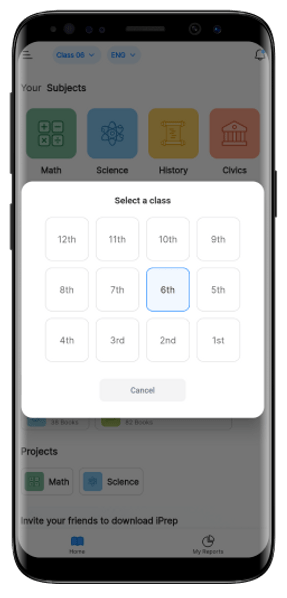 Class 06 ENG
Your Subjects
Math Science History Civics
Select a class
12th 11th 10th 9th
8th 7th 6th 5th
4th 3rd 2nd 1st
Cancel
Books 82 Books
Projects
Math Science
Invite your friends to download iPrep
Home My Reports